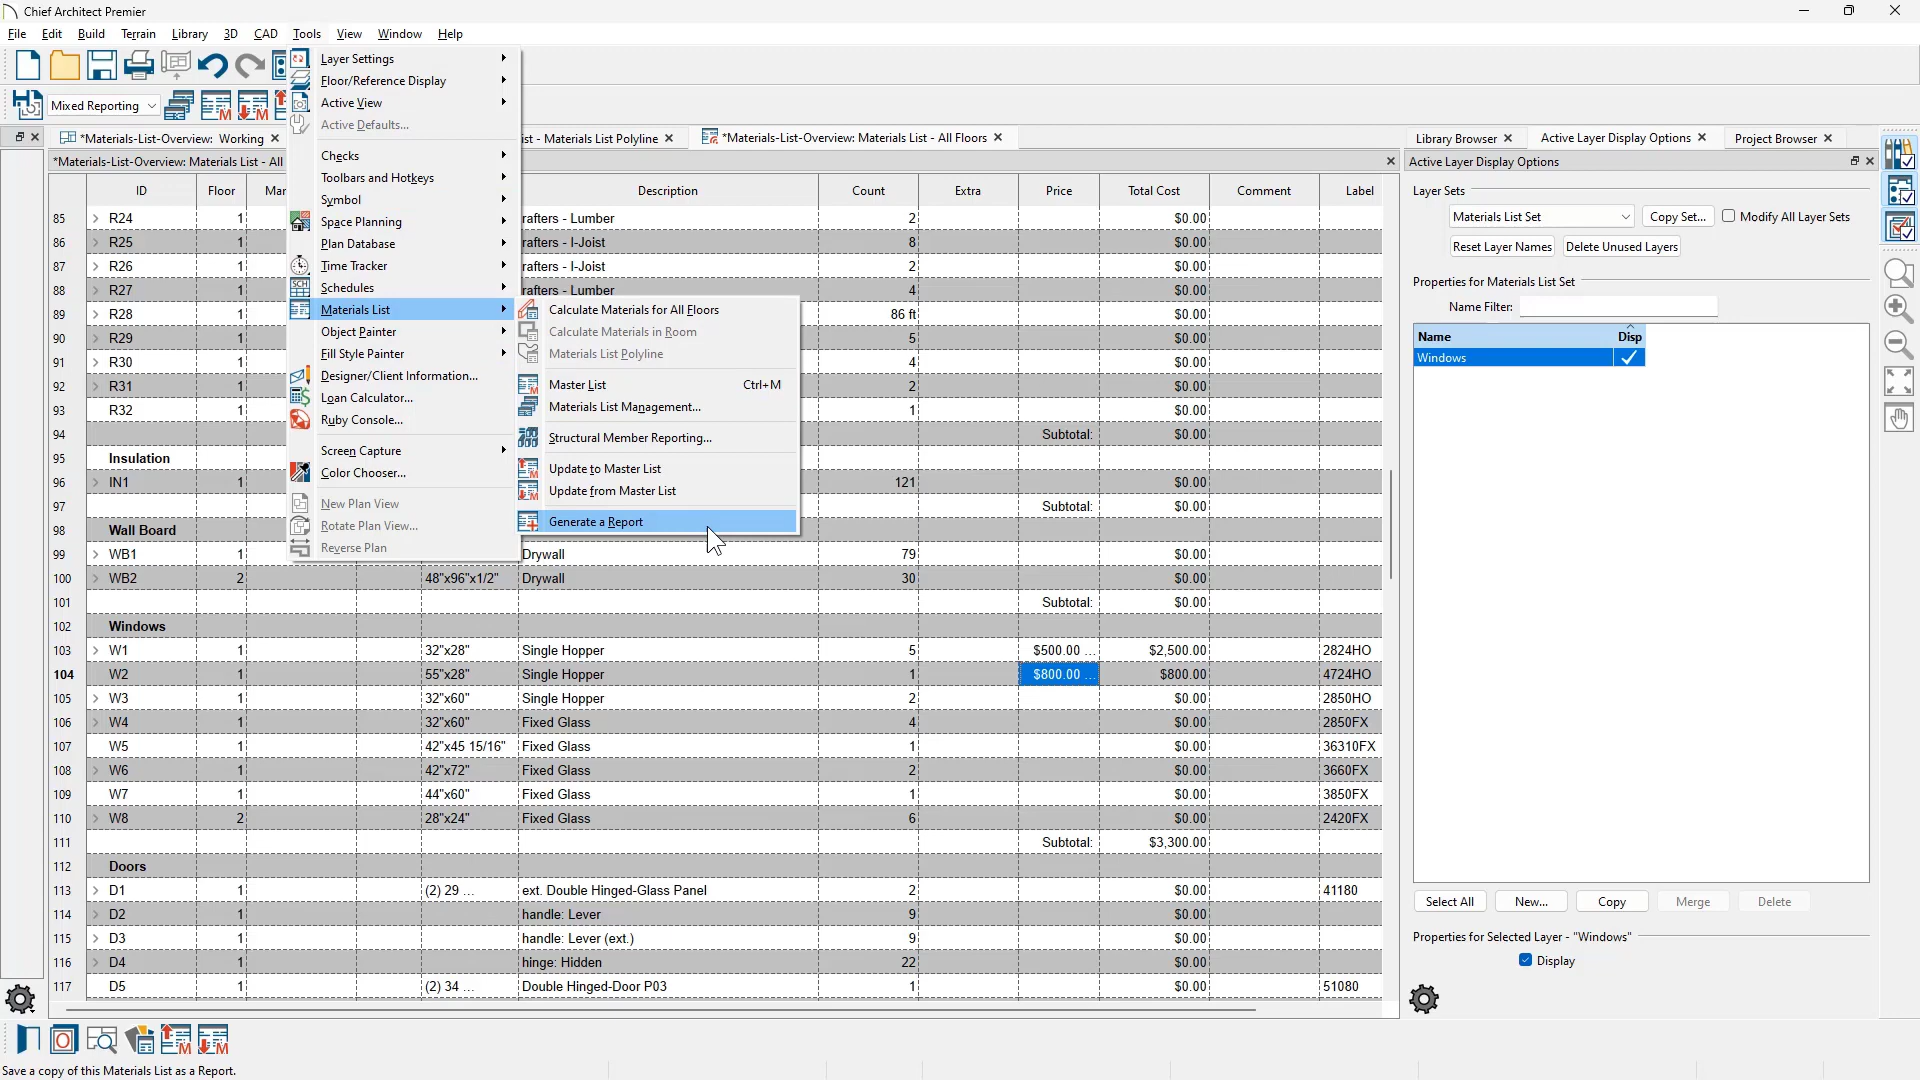 Chief Architect Premier
File Edit Build Terrain Library 3D CAD Tools View Window Help
Mixed Reporting
*Materials-List-Overview: Working
ist - Materials List Polyline
*Materials-List-Overview: Materials List - All Floors
*Materials-List-Overview: Materials List - All
Layer Settings
Floor/Reference Display
Active View
Active Defaults...
Checks
Toolbars and Hotkeys
Symbol
Space Planning
Plan Database
Time Tracker
Schedules
Materials List
Object Painter
Fill Style Painter
Designer/Client Information...
Loan Calculator...
Ruby Console...
Screen Capture
Color Chooser...
New Plan View
Rotate Plan View...
Reverse Plan
Calculate Materials for All Floors
Calculate Materials in Room
Materials List Polyline
Master List Ctrl+M
Materials List Management...
Structural Member Reporting...
Update to Master List
Update from Master List
Generate a Report
ID Floor Mar Description Count Extra Price Total Cost Comment Label
85 R24 1 rafters - Lumber 2 $0.00
86 R25 1 rafters - I-Joist 8 $0.00
87 R26 1 rafters - I-Joist 2 $0.00
88 R27 1 rafters - Lumber 4 $0.00
89 R28 1 86 ft $0.00
90 R29 1 5 $0.00
91 R30 1 4 $0.00
92 R31 1 2 $0.00
93 R32 1 1 $0.00
94 Subtotal: $0.00
95 Insulation
96 IN1 1 121 $0.00
97 Subtotal: $0.00
98 Wall Board
99 WB1 1 Drywall 79 $0.00
100 WB2 2 48"x96"x1/2" Drywall 30 $0.00
101 Subtotal: $0.00
102 Windows
103 W1 1 32"x28" Single Hopper 5 $500.00 ... $2,500.00 2824HO
104 W2 1 55"x28" Single Hopper 1 $800.00 ... $800.00 4724HO
105 W3 1 32"x60" Single Hopper 2 $0.00 2850HO
106 W4 1 32"x60" Fixed Glass 4 $0.00 2850FX
107 W5 1 42"x45 15/16" Fixed Glass 1 $0.00 36310FX
108 W6 1 42"x72" Fixed Glass 2 $0.00 3660FX
109 W7 1 44"x60" Fixed Glass 1 $0.00 3850FX
110 W8 2 28"x24" Fixed Glass 6 $0.00 2420FX
111 Subtotal: $3,300.00
112 Doors
113 D1 1 (2) 29 ... ext. Double Hinged-Glass Panel 2 $0.00 41180
114 D2 1 handle: Lever 9 $0.00
115 D3 1 handle: Lever (ext.) 9 $0.00
116 D4 1 hinge: Hidden 22 $0.00
117 D5 1 (2) 34 ... Double Hinged-Door P03 1 $0.00 51080
Library Browser
Active Layer Display Options
Project Browser
Active Layer Display Options
Layer Sets
Materials List Set
Copy Set...
Modify All Layer Sets
Reset Layer Names
Delete Unused Layers
Properties for Materials List Set
Name Filter:
Name Disp
Windows
Select All New... Copy Merge Delete
Properties for Selected Layer - "Windows"
Display
Save a copy of this Materials List as a Report.